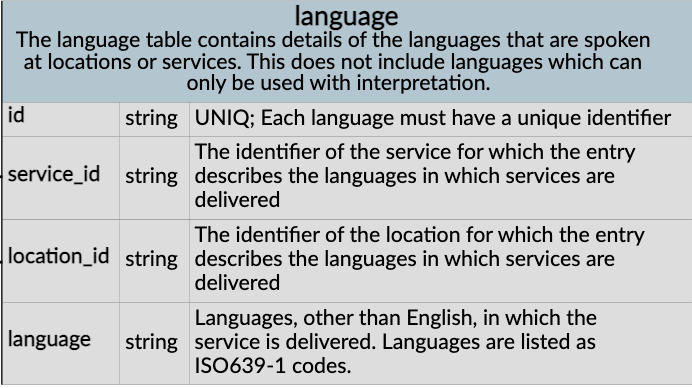 language
The language table contains details of the languages that are spoken
at locations or services. This does not include languages which can
only be used with interpretation.
id string UNIQ; Each language must have a unique identifier
service_id string The identifier of the service for which the entry
describes the languages in which services are
delivered
location_id string The identifier of the location for which the entry
describes the languages in which services are
delivered
language string Languages, other than English, in which the
service is delivered. Languages are listed as
ISO639-1 codes.